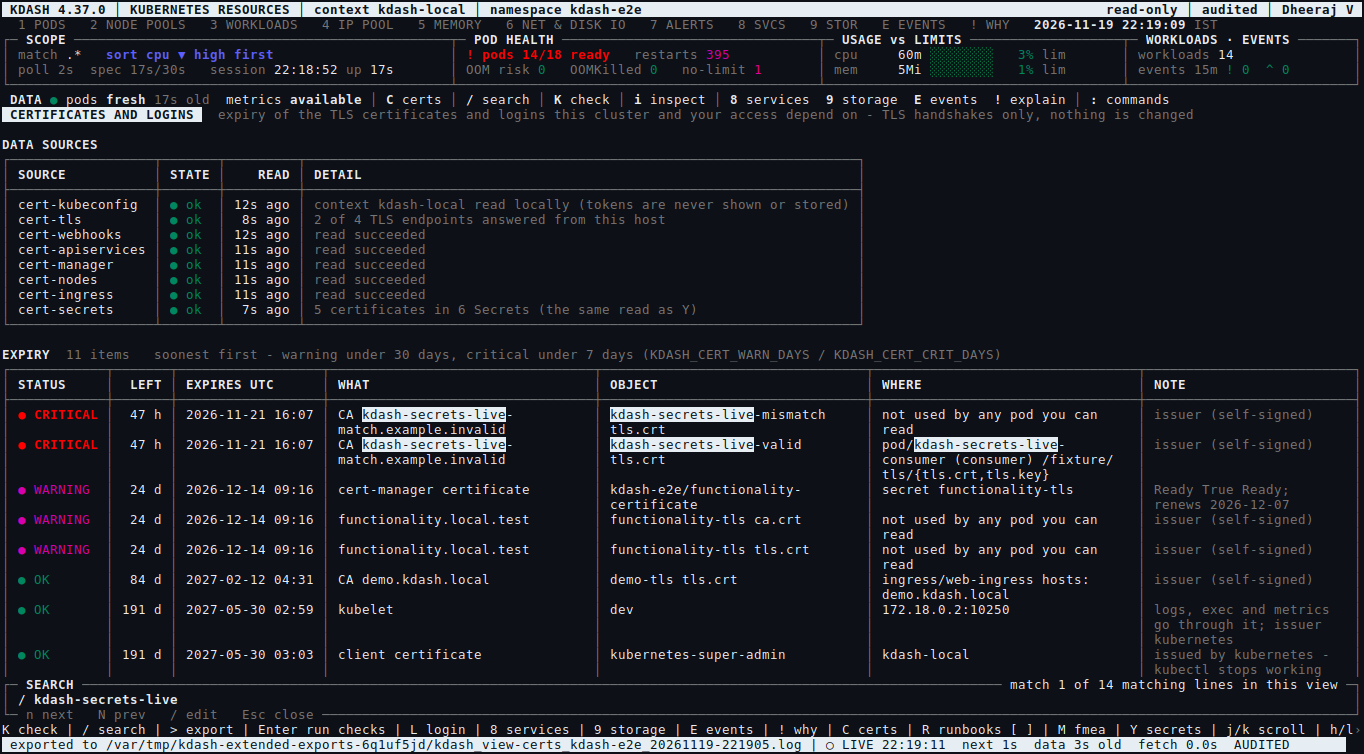 KDASH 4.37.0 │ KUBERNETES RESOURCES │ context kdash-local │ namespace kdash-e2e read-only │ audited │ Dheeraj V
1 PODS 2 NODE POOLS 3 WORKLOADS 4 IP POOL 5 MEMORY 6 NET & DISK IO 7 ALERTS 8 SVCS 9 STOR E EVENTS ! WHY 2026-11-19 22:19:09 IST
SCOPE POD HEALTH USAGE vs LIMITS WORKLOADS · EVENTS
match .* sort cpu ▼ high first ! pods 14/18 ready restarts 395 cpu 60m 3% lim workloads 14
poll 2s spec 17s/30s session 22:18:52 up 17s OOM risk 0 OOMKilled 0 no-limit 1 mem 5Mi 1% lim events 15m ! 0 ^ 0
DATA ● pods fresh 17s old metrics available │ C certs │ / search │ K check │ i inspect │ 8 services 9 storage E events ! explain │ : commands
CERTIFICATES AND LOGINS expiry of the TLS certificates and logins this cluster and your access depend on - TLS handshakes only, nothing is changed
DATA SOURCES
SOURCE STATE READ DETAIL
cert-kubeconfig ● ok 12s ago context kdash-local read locally (tokens are never shown or stored)
cert-tls ● ok 8s ago 2 of 4 TLS endpoints answered from this host
cert-webhooks ● ok 12s ago read succeeded
cert-apiservices ● ok 11s ago read succeeded
cert-manager ● ok 11s ago read succeeded
cert-nodes ● ok 11s ago read succeeded
cert-ingress ● ok 11s ago read succeeded
cert-secrets ● ok 7s ago 5 certificates in 6 Secrets (the same read as Y)
EXPIRY 11 items soonest first - warning under 30 days, critical under 7 days (KDASH_CERT_WARN_DAYS / KDASH_CERT_CRIT_DAYS)
STATUS LEFT EXPIRES UTC WHAT OBJECT WHERE NOTE
● CRITICAL 47 h 2026-11-21 16:07 CA kdash-secrets-live- kdash-secrets-live-mismatch not used by any pod you can issuer (self-signed)
match.example.invalid tls.crt read
● CRITICAL 47 h 2026-11-21 16:07 CA kdash-secrets-live- kdash-secrets-live-valid pod/kdash-secrets-live- issuer (self-signed)
match.example.invalid tls.crt consumer (consumer) /fixture/
tls/{tls.crt,tls.key}
● WARNING 24 d 2026-12-14 09:16 cert-manager certificate kdash-e2e/functionality- secret functionality-tls Ready True Ready;
certificate renews 2026-12-07
● WARNING 24 d 2026-12-14 09:16 functionality.local.test functionality-tls ca.crt not used by any pod you can issuer (self-signed)
read
● WARNING 24 d 2026-12-14 09:16 functionality.local.test functionality-tls tls.crt not used by any pod you can issuer (self-signed)
read
● OK 84 d 2027-02-12 04:31 CA demo.kdash.local demo-tls tls.crt ingress/web-ingress hosts: issuer (self-signed)
demo.kdash.local
● OK 191 d 2027-05-30 02:59 kubelet dev 172.18.0.2:10250 logs, exec and metrics
go through it; issuer
kubernetes
● OK 191 d 2027-05-30 03:03 client certificate kubernetes-super-admin kdash-local issued by kubernetes -
kubectl stops working
SEARCH match 1 of 14 matching lines in this view
/ kdash-secrets-live
n next N prev / edit Esc close
K check | / search | > export | Enter run checks | L login | 8 services | 9 storage | E events | ! why | C certs | R runbooks [ ] | M fmea | Y secrets | j/k scroll | h/l›
exported to /var/tmp/kdash-extended-exports-6q1uf5jd/kdash_view-certs_kdash-e2e_20261119-221905.log | ○ LIVE 22:19:11 next 1s data 3s old fetch 0.0s AUDITED